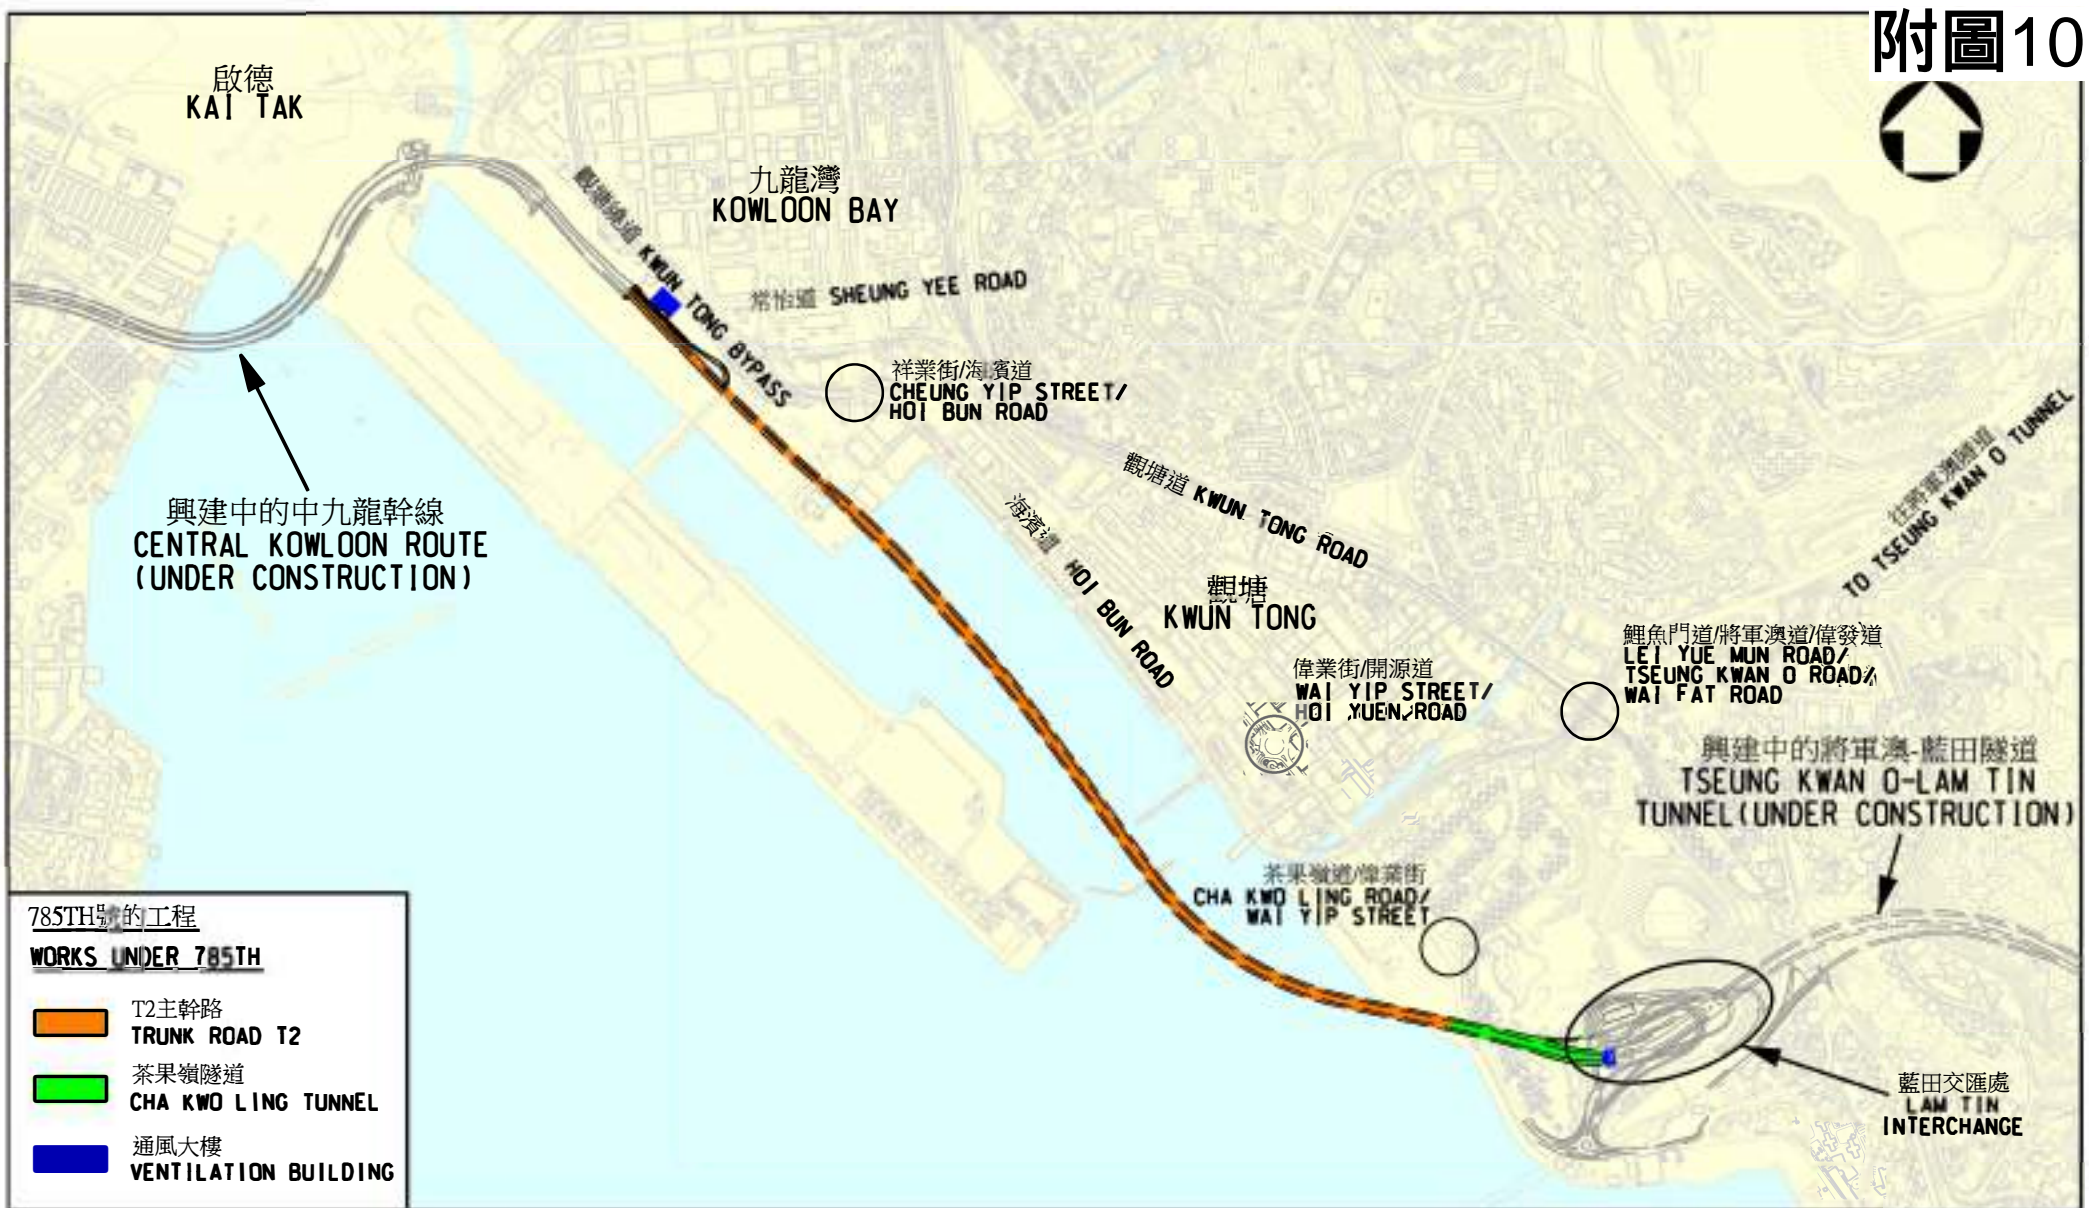 附圖10
啟德
KAI TAK
九龍灣
KOWLOON BAY
觀塘繞道 KWUN TONG BYPASS
常怡道 SHEUNG YEE ROAD
祥業街/海濱道
CHEUNG YIP STREET/
HOI BUN ROAD
觀塘道 KWUN TONG ROAD
海濱道 HOI BUN ROAD
往將軍澳隧道
TO TSEUNG KWAN O TUNNEL
興建中的中九龍幹線
CENTRAL KOWLOON ROUTE
(UNDER CONSTRUCTION)
觀塘
KWUN TONG
偉業街/開源道
WAI YIP STREET/
HOI YUEN ROAD
鯉魚門道/將軍澳道/偉發道
LEI YUE MUN ROAD/
TSEUNG KWAN O ROAD/
WAI FAT ROAD
興建中的將軍澳-藍田隧道
TSEUNG KWAN O-LAM TIN
TUNNEL(UNDER CONSTRUCTION)
茶果嶺道/偉業街
CHA KWO LING ROAD/
WAI YIP STREET
藍田交匯處
LAM TIN
INTERCHANGE
785TH號的工程
WORKS UNDER 785TH
T2主幹路
TRUNK ROAD T2
茶果嶺隧道
CHA KWO LING TUNNEL
通風大樓
VENTILATION BUILDING